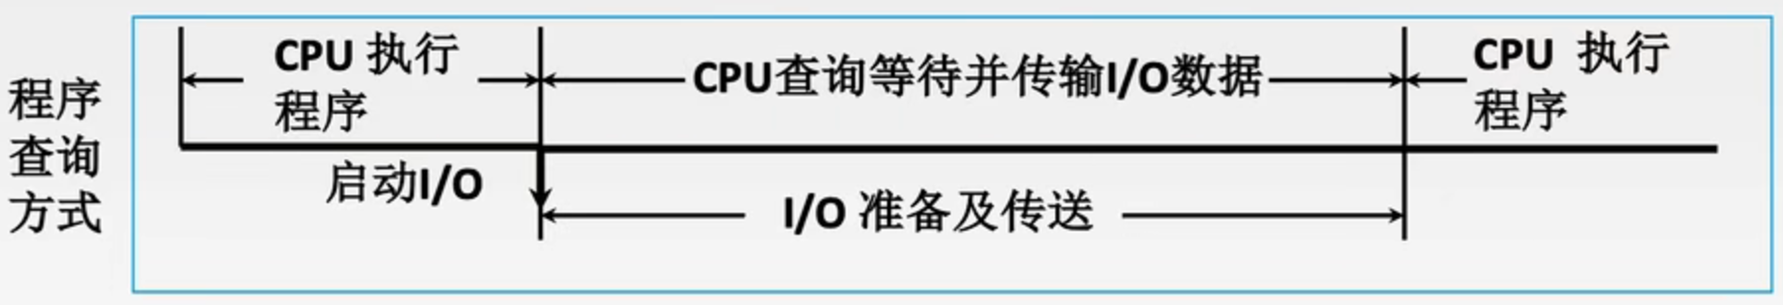 程序
查询
方式
CPU 执行
程序
CPU查询等待并传输I/O数据
CPU 执行
程序
启动I/O
I/O 准备及传送